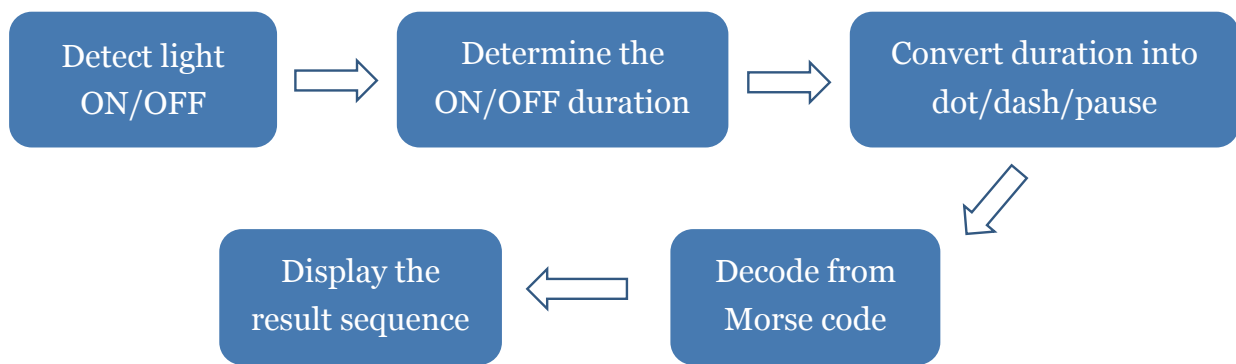 Detect light
ON/OFF
Determine the
ON/OFF duration
Convert duration into
dot/dash/pause
Decode from
Morse code
Display the
result sequence